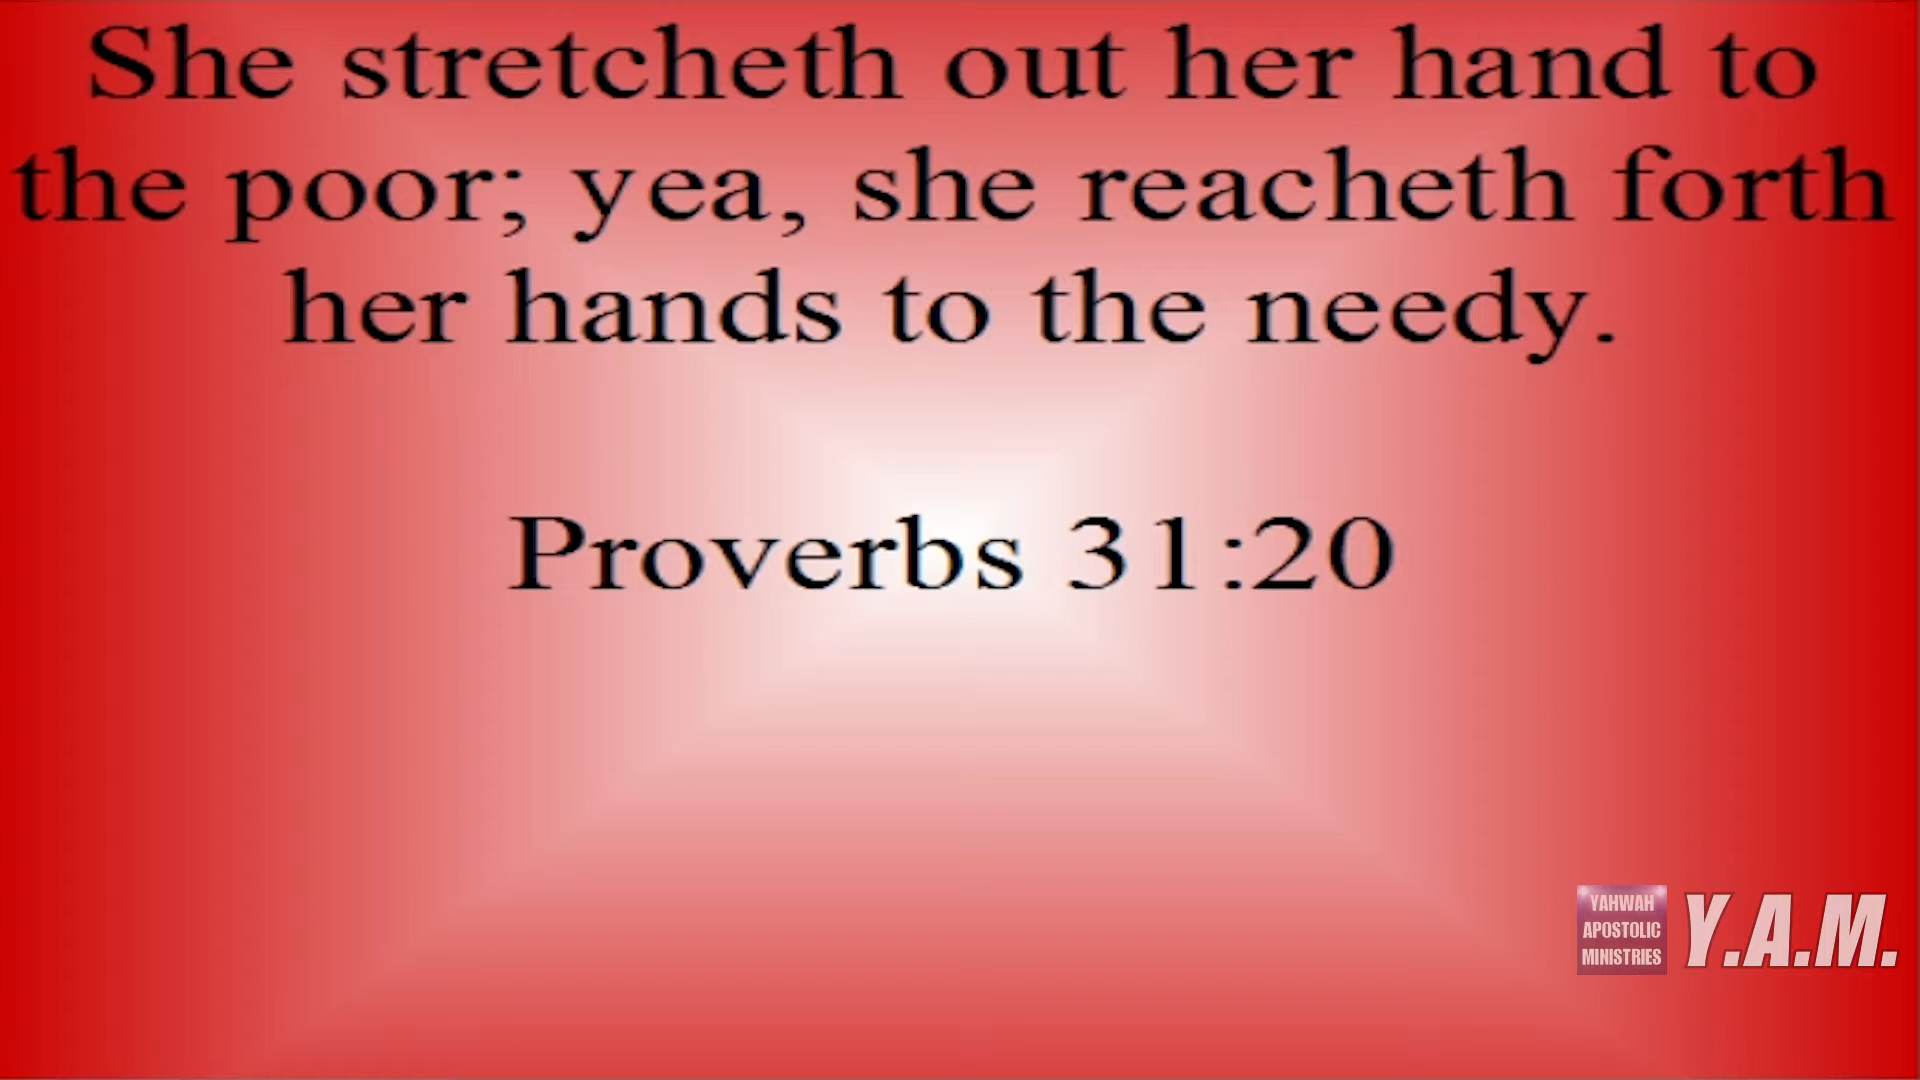 She stretcheth out her hand to
the poor; yea, she reacheth forth
her hands to the needy.
Proverbs 31:20
YAHWAH
APOSTOLIC
MINISTRIES
Y.A.M.